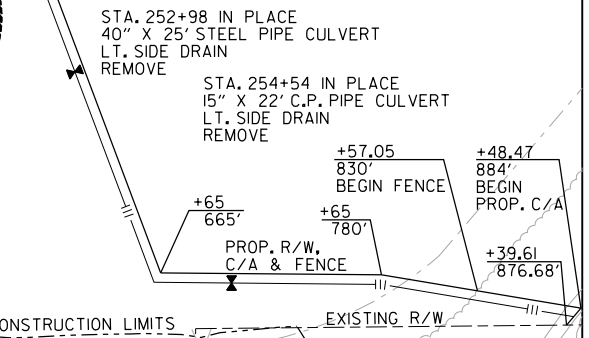 STA. 252+98 IN PLACE
40" X 25' STEEL PIPE CULVERT
LT. SIDE DRAIN
REMOVE
STA. 254+54 IN PLACE
15" X 22' C.P. PIPE CULVERT
LT. SIDE DRAIN
REMOVE
+57.05
830'
BEGIN FENCE
+48.47
884'
BEGIN
PROP. C/A
+65
665'
+65
780'
PROP. R/W,
C/A & FENCE
+39.61
876.68'
ONSTRUCTION LIMITS
EXISTING R/W